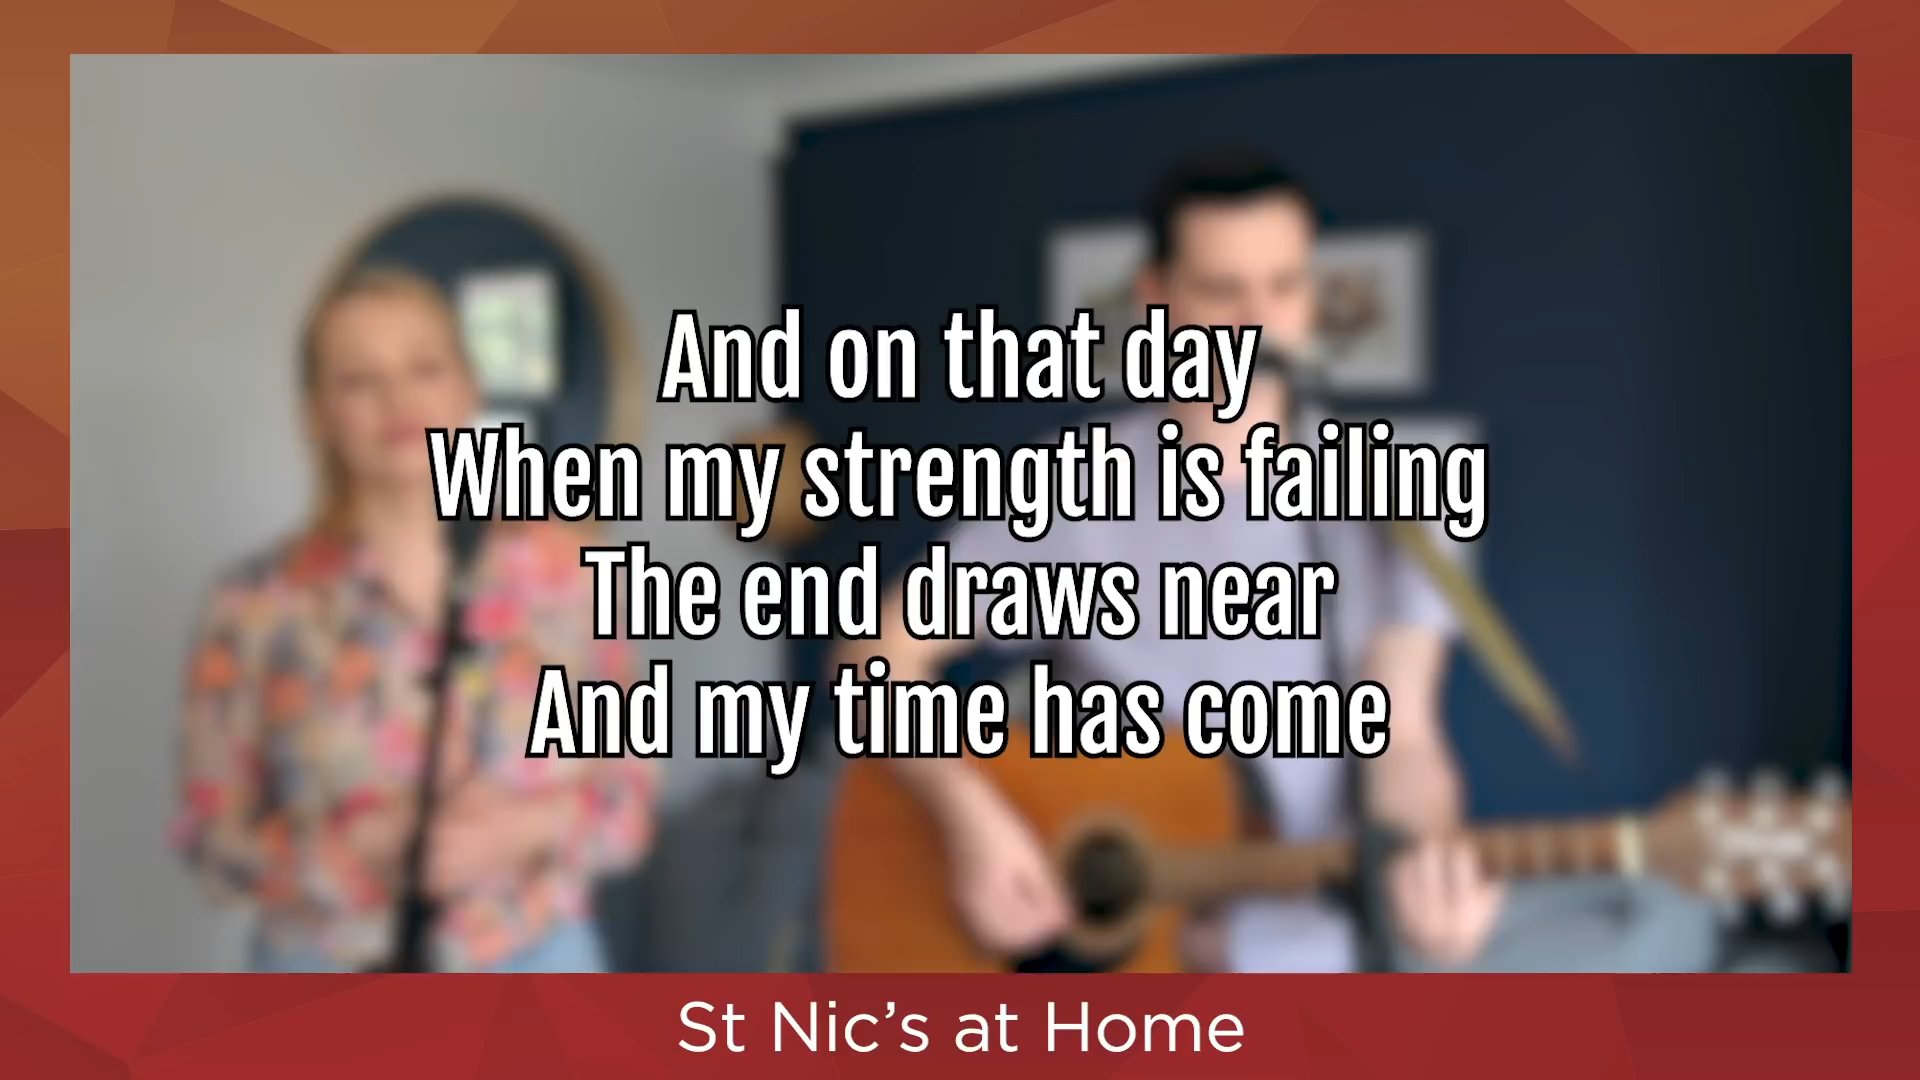 And on that day
When my strength is failing
The end draws near
And my time has come
St Nic’s at Home